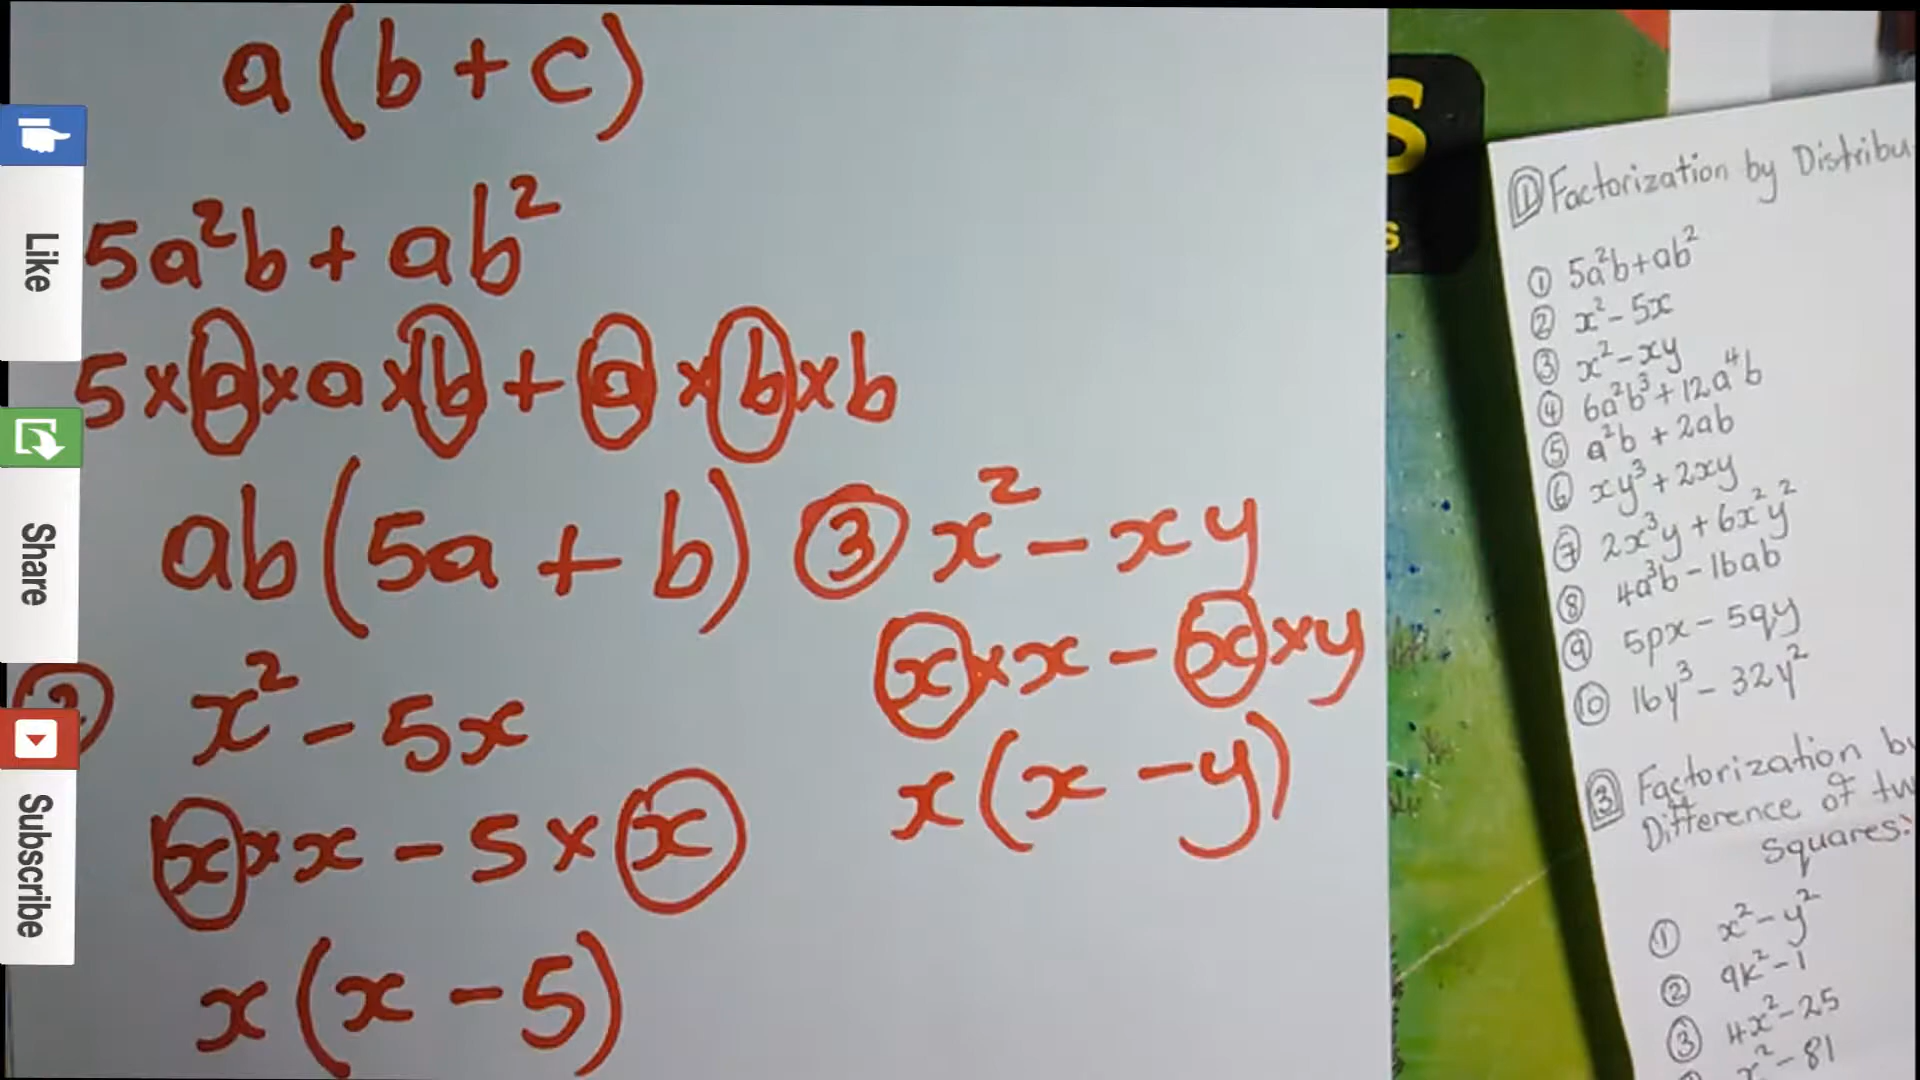 a(b+c)
5a²b + ab²
5×a×a×b + a×b×b
ab(5a + b)
② x² - 5x
x×x - 5×x
x(x - 5)
③ x² - xy
x×x - x×y
x(x - y)
Like
Share
Subscribe
S
s
① Factorization by Distribu
① 5a²b+ab²
② x² - 5x
③ x² - xy
④ 6a²b³ + 12a⁴b
⑤ a²b + 2ab
⑥ xy³ + 2xy
⑦ 2x³y + 6x²y²
⑧ 4a³b - 16ab
⑨ 5px - 5qy
⑩ 16y³ - 32y²
③ Factorization by
Difference of tw
Squares:
① x² - y²
② 9k² - 1
③ 4x² - 25
x² - 81